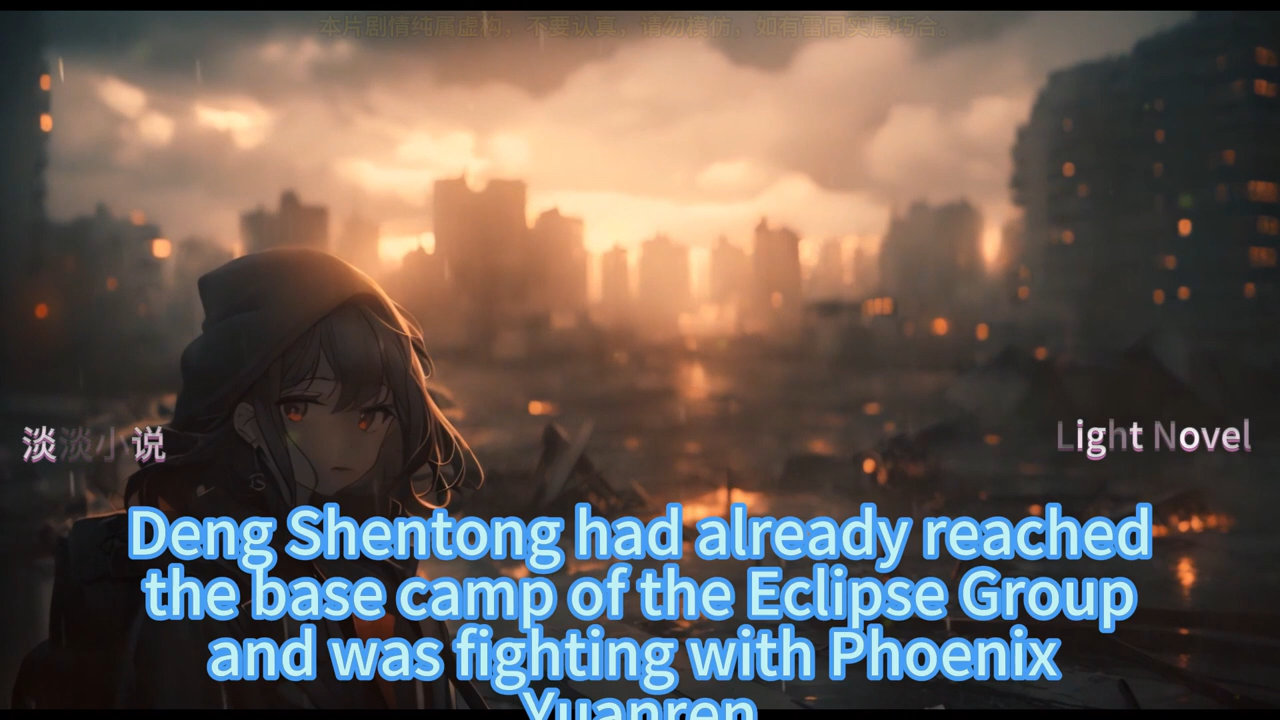 本片剧情纯属虚构，不要认真，请勿模仿，如有雷同实属巧合。
淡淡小说
Light Novel
Deng Shentong had already reached
the base camp of the Eclipse Group
and was fighting with Phoenix
Yuanren